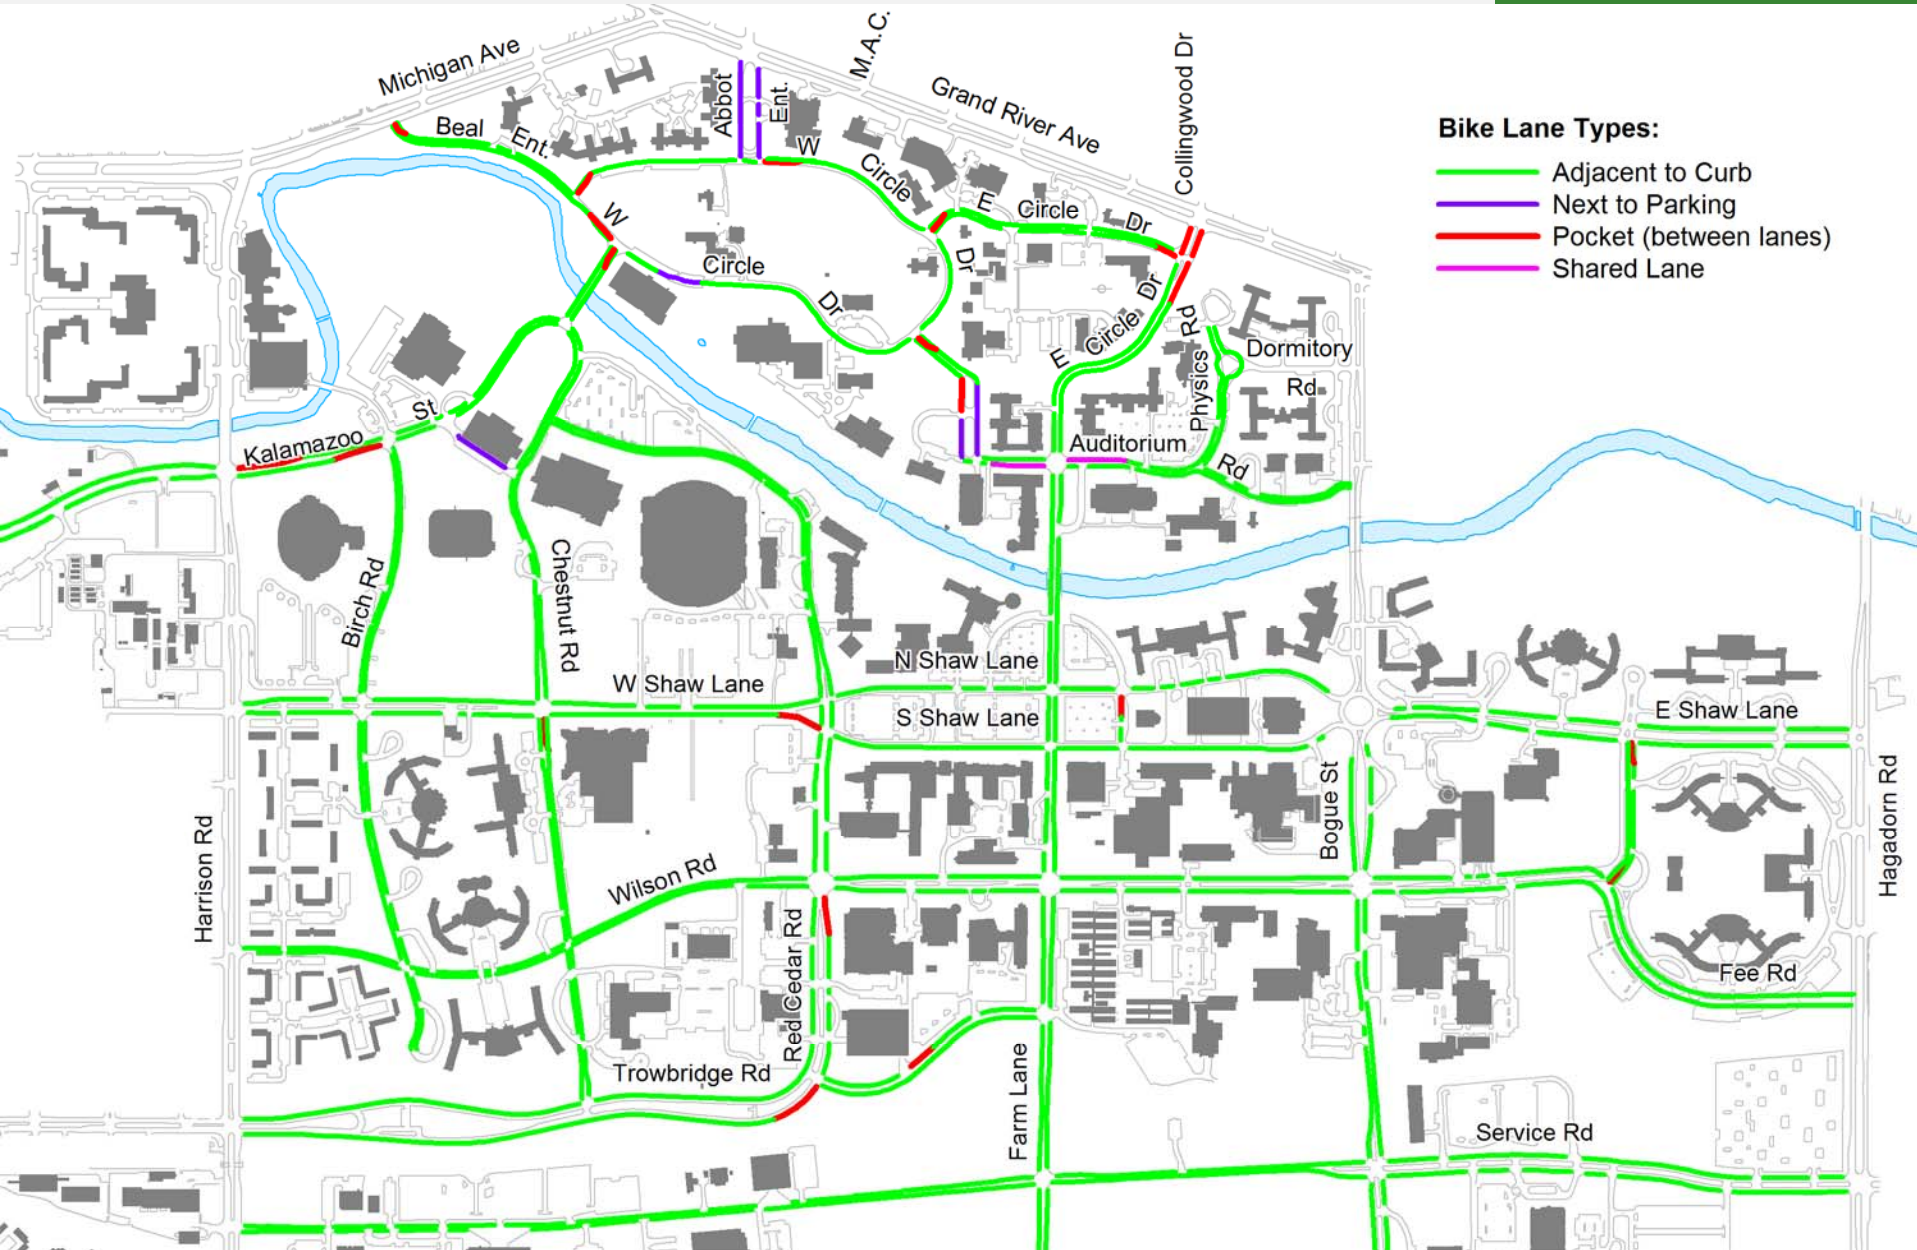 Michigan Ave
M.A.C.
Grand River Ave
Collingwood Dr
Abbot
Ent.
Beal
Ent.
W
Circle
E
Circle
Dr
W
Circle
Dr
Dr
Dr
Circle
E
Physics
Rd
Dormitory
Rd
Auditorium
Rd
Bike Lane Types:
Adjacent to Curb
Next to Parking
Pocket (between lanes)
Shared Lane
Kalamazoo
St
Birch Rd
Chestnut Rd
W Shaw Lane
N Shaw Lane
S Shaw Lane
E Shaw Lane
Harrison Rd
Wilson Rd
Bogue St
Hagadorn Rd
Red Cedar Rd
Fee Rd
Trowbridge Rd
Farm Lane
Service Rd